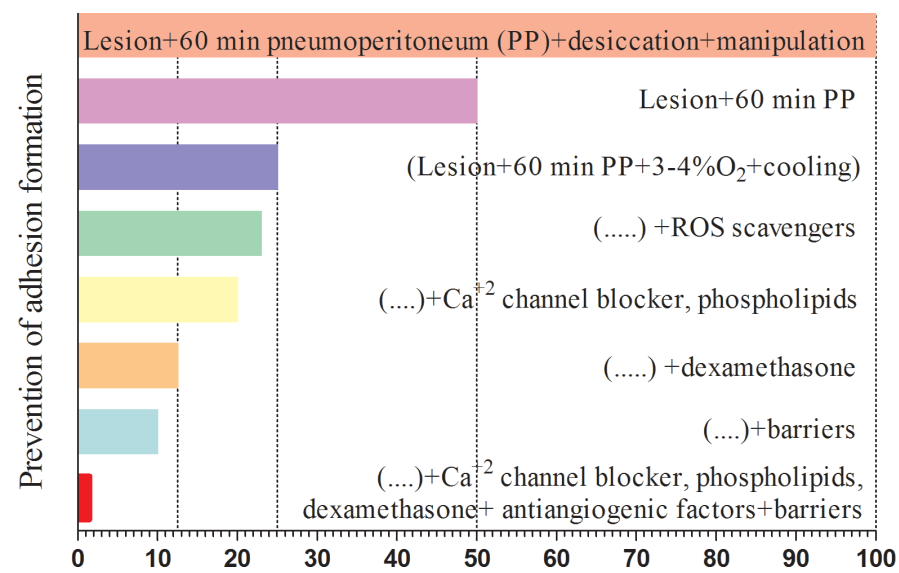 Lesion+60 min pneumoperitoneum (PP)+desiccation+manipulation
Lesion+60 min PP
(Lesion+60 min PP+3-4%O₂+cooling)
(.....) +ROS scavengers
(....)+Ca⁺² channel blocker, phospholipids
(.....) +dexamethasone
(....)+barriers
(....)+Ca⁺² channel blocker, phospholipids,
dexamethasone+ antiangiogenic factors+barriers
Prevention of adhesion formation
0 10 20 30 40 50 60 70 80 90 100